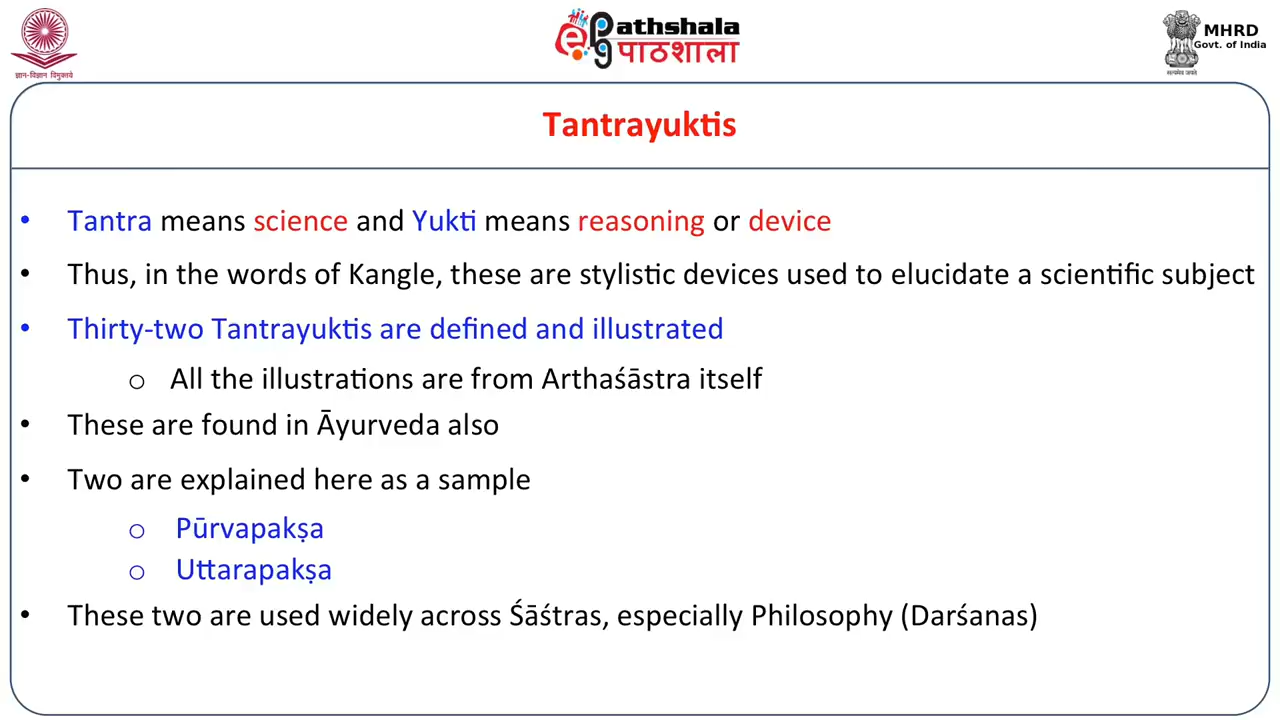 ज्ञान-विज्ञान विमुक्तये
ePathshala
पाठशाला
MHRD
Govt. of India
सत्यमेव जयते
Tantrayuktis
• Tantra means science and Yukti means reasoning or device
• Thus, in the words of Kangle, these are stylistic devices used to elucidate a scientific subject
• Thirty-two Tantrayuktis are defined and illustrated
o All the illustrations are from Arthaśāstra itself
• These are found in Āyurveda also
• Two are explained here as a sample
o Pūrvapakṣa
o Uttarapakṣa
• These two are used widely across Śāśtras, especially Philosophy (Darśanas)